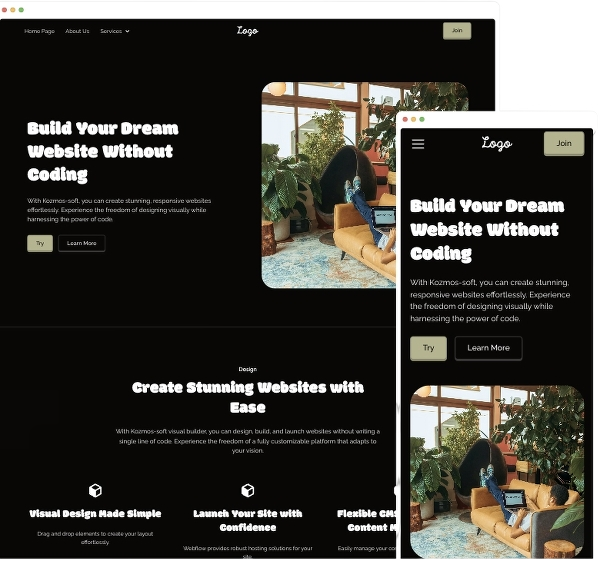 Home Page About Us Services Logo Join
Build Your Dream
Website Without
Coding
With Kozmos-soft, you can create stunning, responsive websites
effortlessly. Experience the freedom of designing visually while
harnessing the power of code.
Try Learn More
Design
Create Stunning Websites with
Ease
With Kozmos-soft visual builder, you can design, build, and launch websites without writing a
single line of code. Experience the freedom of a fully customizable platform that adapts to
your vision.
Visual Design Made Simple
Drag and drop elements to create your layout
effortlessly.
Launch Your Site with
Confidence
Webflow provides robust hosting solutions for your
site
Flexible CMS
Content M
Easily manage your co
Logo Join
Build Your Dream
Website Without
Coding
With Kozmos-soft, you can create stunning,
responsive websites effortlessly. Experience
the freedom of designing visually while
harnessing the power of code.
Try Learn More